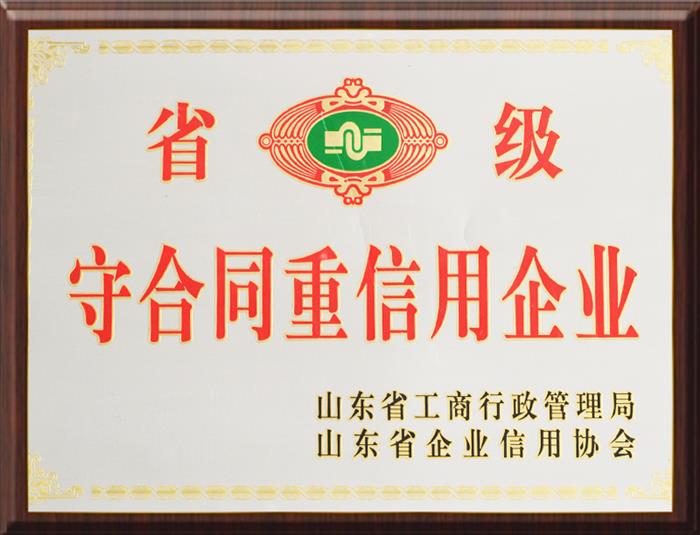 省 级
守合同重信用企业
山东省工商行政管理局
山东省企业信用协会